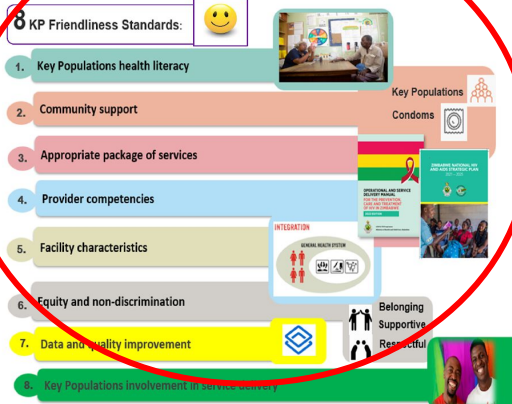 8 KP Friendliness Standards:
1. Key Populations health literacy
Key Populations
2. Community support
Condoms
3. Appropriate package of services
OPERATIONAL AND SERVICE
DELIVERY MANUAL
FOR THE PREVENTION,
CARE AND TREATMENT
OF HIV IN ZIMBABWE
ZIMBABWE NATIONAL HIV
AND AIDS STRATEGIC PLAN
4. Provider competencies
INTEGRATION
GENERAL HEALTH SYSTEM
5. Facility characteristics
6. Equity and non-discrimination
Belonging
Supportive
Respectful
7. Data and quality improvement
8. Key Populations involvement in service delivery